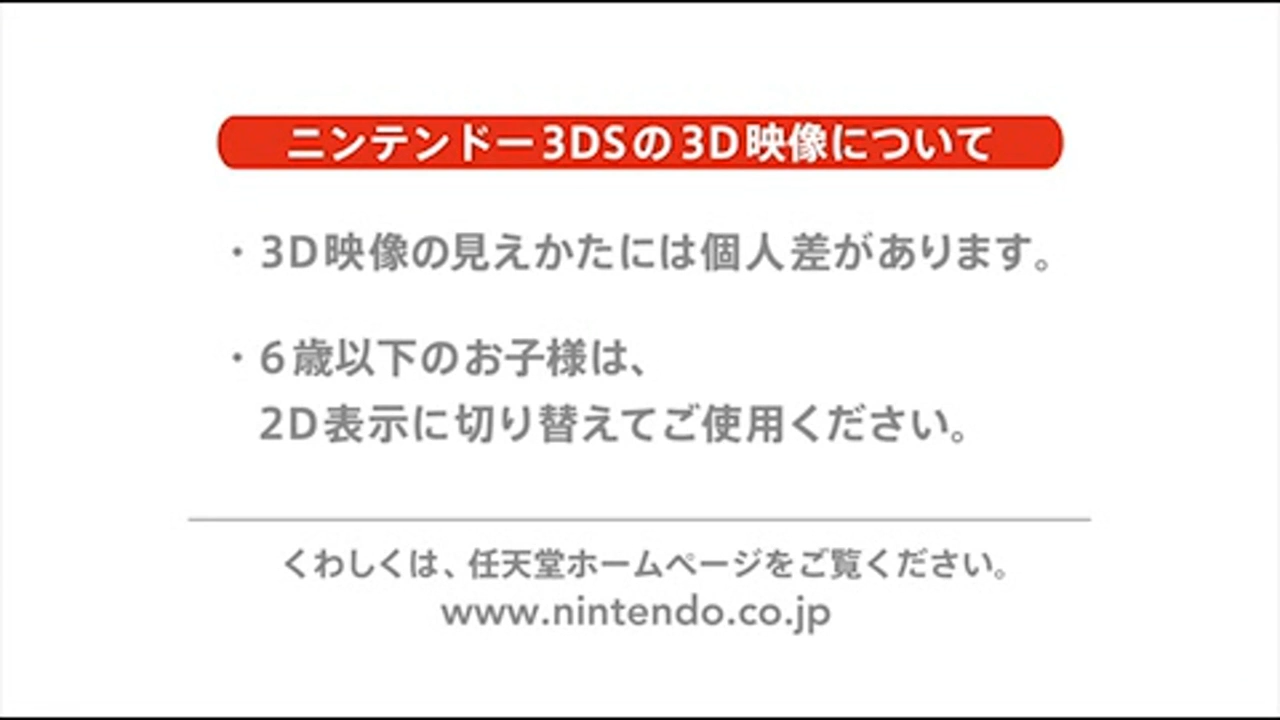 ニンテンドー3DSの3D映像について
・3D映像の見えかたには個人差があります。
・6歳以下のお子様は、
2D表示に切り替えてご使用ください。
くわしくは、任天堂ホームページをご覧ください。
www.nintendo.co.jp